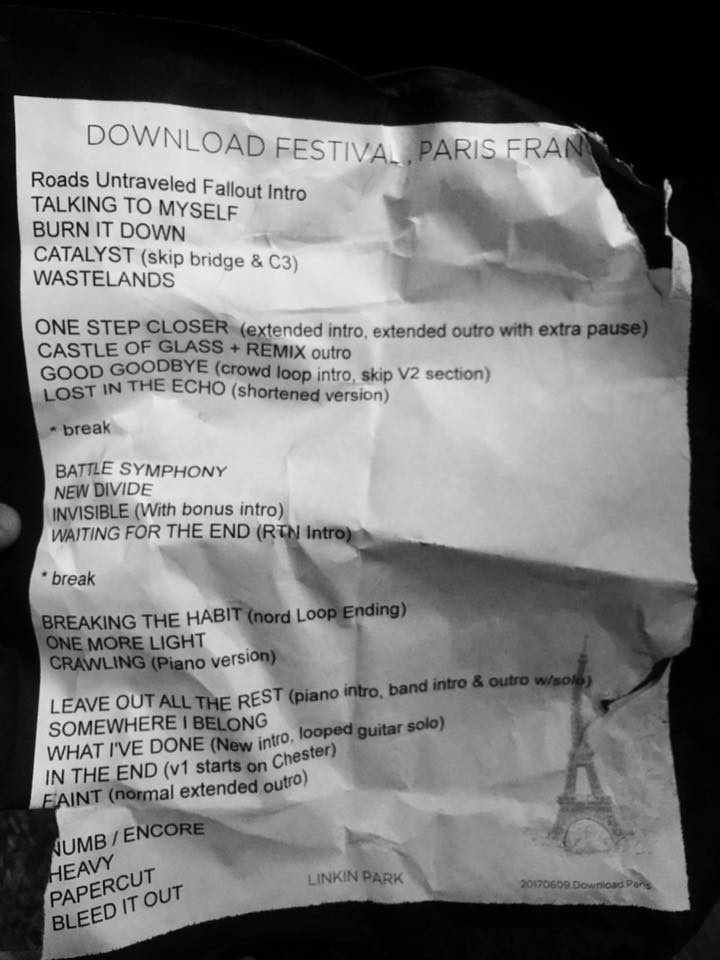 DOWNLOAD FESTIVAL, PARIS FRAN
Roads Untraveled Fallout Intro
TALKING TO MYSELF
BURN IT DOWN
CATALYST (skip bridge & C3)
WASTELANDS
ONE STEP CLOSER (extended intro, extended outro with extra pause)
CASTLE OF GLASS + REMIX outro
GOOD GOODBYE (crowd loop intro, skip V2 section)
LOST IN THE ECHO (shortened version)
* break
BATTLE SYMPHONY
NEW DIVIDE
INVISIBLE (With bonus intro)
WAITING FOR THE END (RTN Intro)
* break
BREAKING THE HABIT (nord Loop Ending)
ONE MORE LIGHT
CRAWLING (Piano version)
LEAVE OUT ALL THE REST (piano intro, band intro & outro w/solo)
SOMEWHERE I BELONG
WHAT I'VE DONE (New intro, looped guitar solo)
IN THE END (v1 starts on Chester)
FAINT (normal extended outro)
NUMB / ENCORE
HEAVY
PAPERCUT
BLEED IT OUT
LINKIN PARK
20170609.Download.Paris